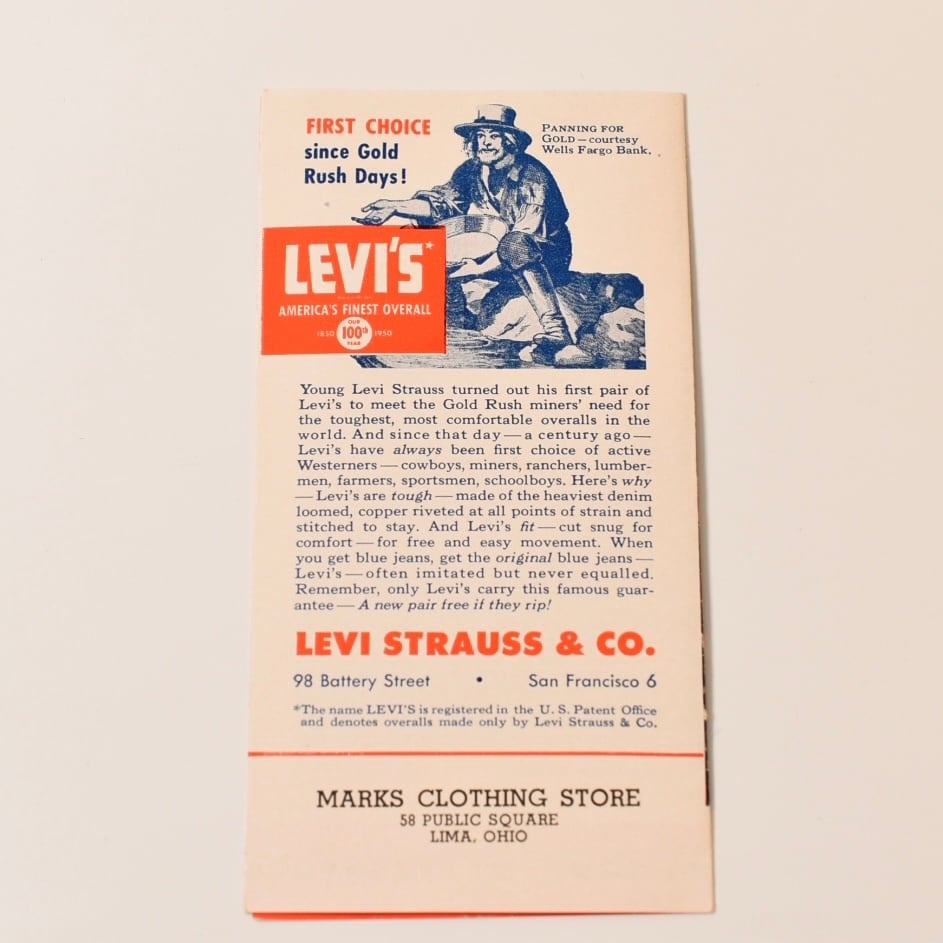 FIRST CHOICE
since Gold
Rush Days!
PANNING FOR
GOLD — courtesy
Wells Fargo Bank.
LEVI'S*
AMERICA'S FINEST OVERALL
1850 OUR 100th YEAR 1950
Young Levi Strauss turned out his first pair of
Levi's to meet the Gold Rush miners' need for
the toughest, most comfortable overalls in the
world. And since that day — a century ago —
Levi's have always been first choice of active
Westerners — cowboys, miners, ranchers, lumber-
men, farmers, sportsmen, schoolboys. Here's why
— Levi's are tough — made of the heaviest denim
loomed, copper riveted at all points of strain and
stitched to stay. And Levi's fit — cut snug for
comfort — for free and easy movement. When
you get blue jeans, get the original blue jeans —
Levi's — often imitated but never equalled.
Remember, only Levi's carry this famous guar-
antee — A new pair free if they rip!
LEVI STRAUSS & CO.
98 Battery Street • San Francisco 6
*The name LEVI'S is registered in the U. S. Patent Office
and denotes overalls made only by Levi Strauss & Co.
MARKS CLOTHING STORE
58 PUBLIC SQUARE
LIMA, OHIO